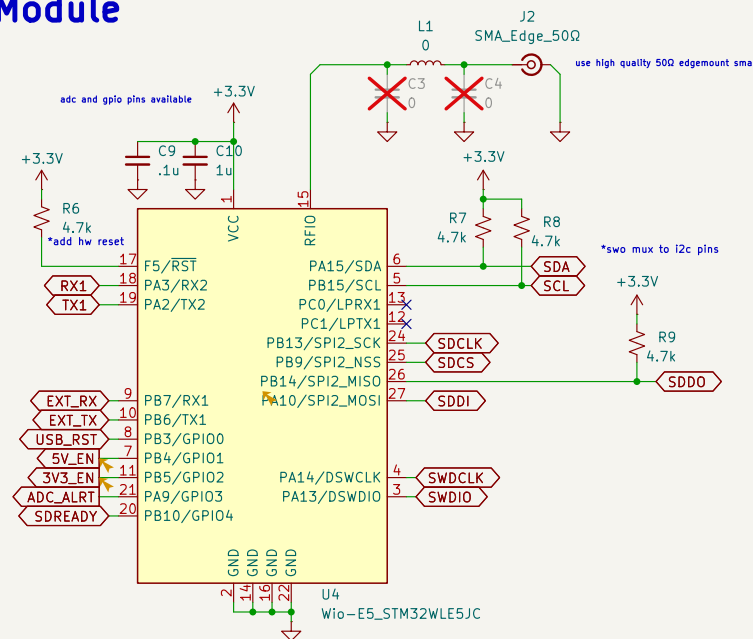 Module
J2
L1
SMA_Edge_50Ω
0
use high quality 50Ω edgemount sma
C3
0
C4
0
adc and gpio pins available
+3.3V
C9
.1u
C10
1u
+3.3V
+3.3V
R6
4.7k
*add hw reset
R7
4.7k
R8
4.7k
*swo mux to i2c pins
+3.3V
R9
4.7k
1
15
VCC
RFIO
17
F5/RST
RX1
18
PA3/RX2
TX1
19
PA2/TX2
PA15/SDA
6
SDA
PB15/SCL
5
SCL
PC0/LPRX1
13
PC1/LPTX1
12
PB13/SPI2_SCK
24
SDCLK
PB9/SPI2_NSS
25
SDCS
PB14/SPI2_MISO
26
SDDO
PA10/SPI2_MOSI
27
SDDI
EXT_RX
9
PB7/RX1
EXT_TX
10
PB6/TX1
USB_RST
8
PB3/GPIO0
5V_EN
7
PB4/GPIO1
3V3_EN
11
PB5/GPIO2
ADC_ALRT
21
PA9/GPIO3
SDREADY
20
PB10/GPIO4
PA14/DSWCLK
4
SWDCLK
PA13/DSWDIO
3
SWDIO
GND
GND
GND
GND
2
14
16
22
U4
Wio-E5_STM32WLE5JC